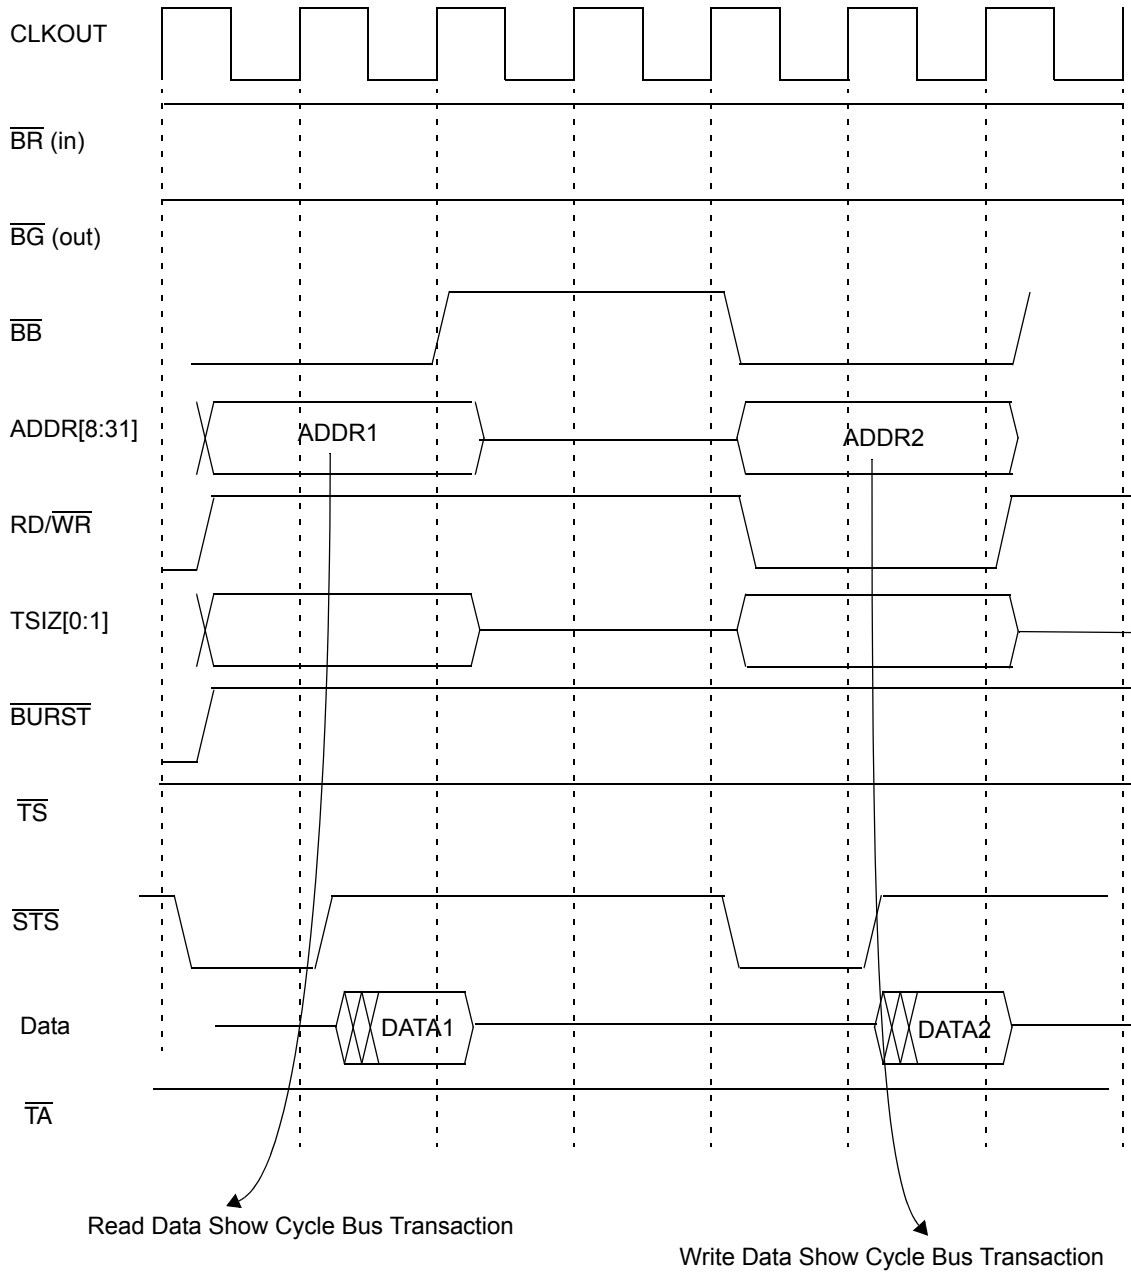 CLKOUT
BR (in)
BG (out)
BB
ADDR[8:31]
ADDR1
ADDR2
RD/WR
TSIZ[0:1]
BURST
TS
STS
Data
DATA1
DATA2
TA
Read Data Show Cycle Bus Transaction
Write Data Show Cycle Bus Transaction